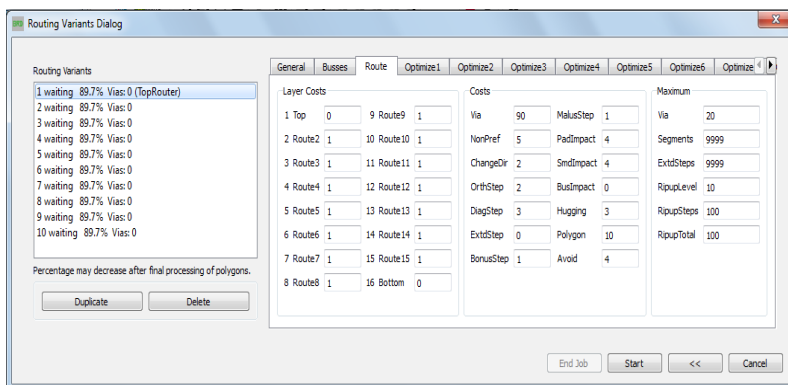 Routing Variants Dialog
X
Routing Variants
1 waiting 89.7% Vias: 0 (TopRouter)
2 waiting 89.7% Vias: 0
3 waiting 89.7% Vias: 0
4 waiting 89.7% Vias: 0
5 waiting 89.7% Vias: 0
6 waiting 89.7% Vias: 0
7 waiting 89.7% Vias: 0
8 waiting 89.7% Vias: 0
9 waiting 89.7% Vias: 0
10 waiting 89.7% Vias: 0
Percentage may decrease after final processing of polygons.
Duplicate Delete
General Busses Route Optimize1 Optimize2 Optimize3 Optimize4 Optimize5 Optimize6 Optimize
Layer Costs
1 Top 0 9 Route9 1
2 Route2 1 10 Route10 1
3 Route3 1 11 Route11 1
4 Route4 1 12 Route12 1
5 Route5 1 13 Route13 1
6 Route6 1 14 Route14 1
7 Route7 1 15 Route15 1
8 Route8 1 16 Bottom 0
Costs
Via 90 MalusStep 1
NonPref 5 PadImpact 4
ChangeDir 2 SmdImpact 4
OrthStep 2 BusImpact 0
DiagStep 3 Hugging 3
ExtdStep 0 Polygon 10
BonusStep 1 Avoid 4
Maximum
Via 20
Segments 9999
ExtdSteps 9999
RipupLevel 10
RipupSteps 100
RipupTotal 100
End Job Start << Cancel